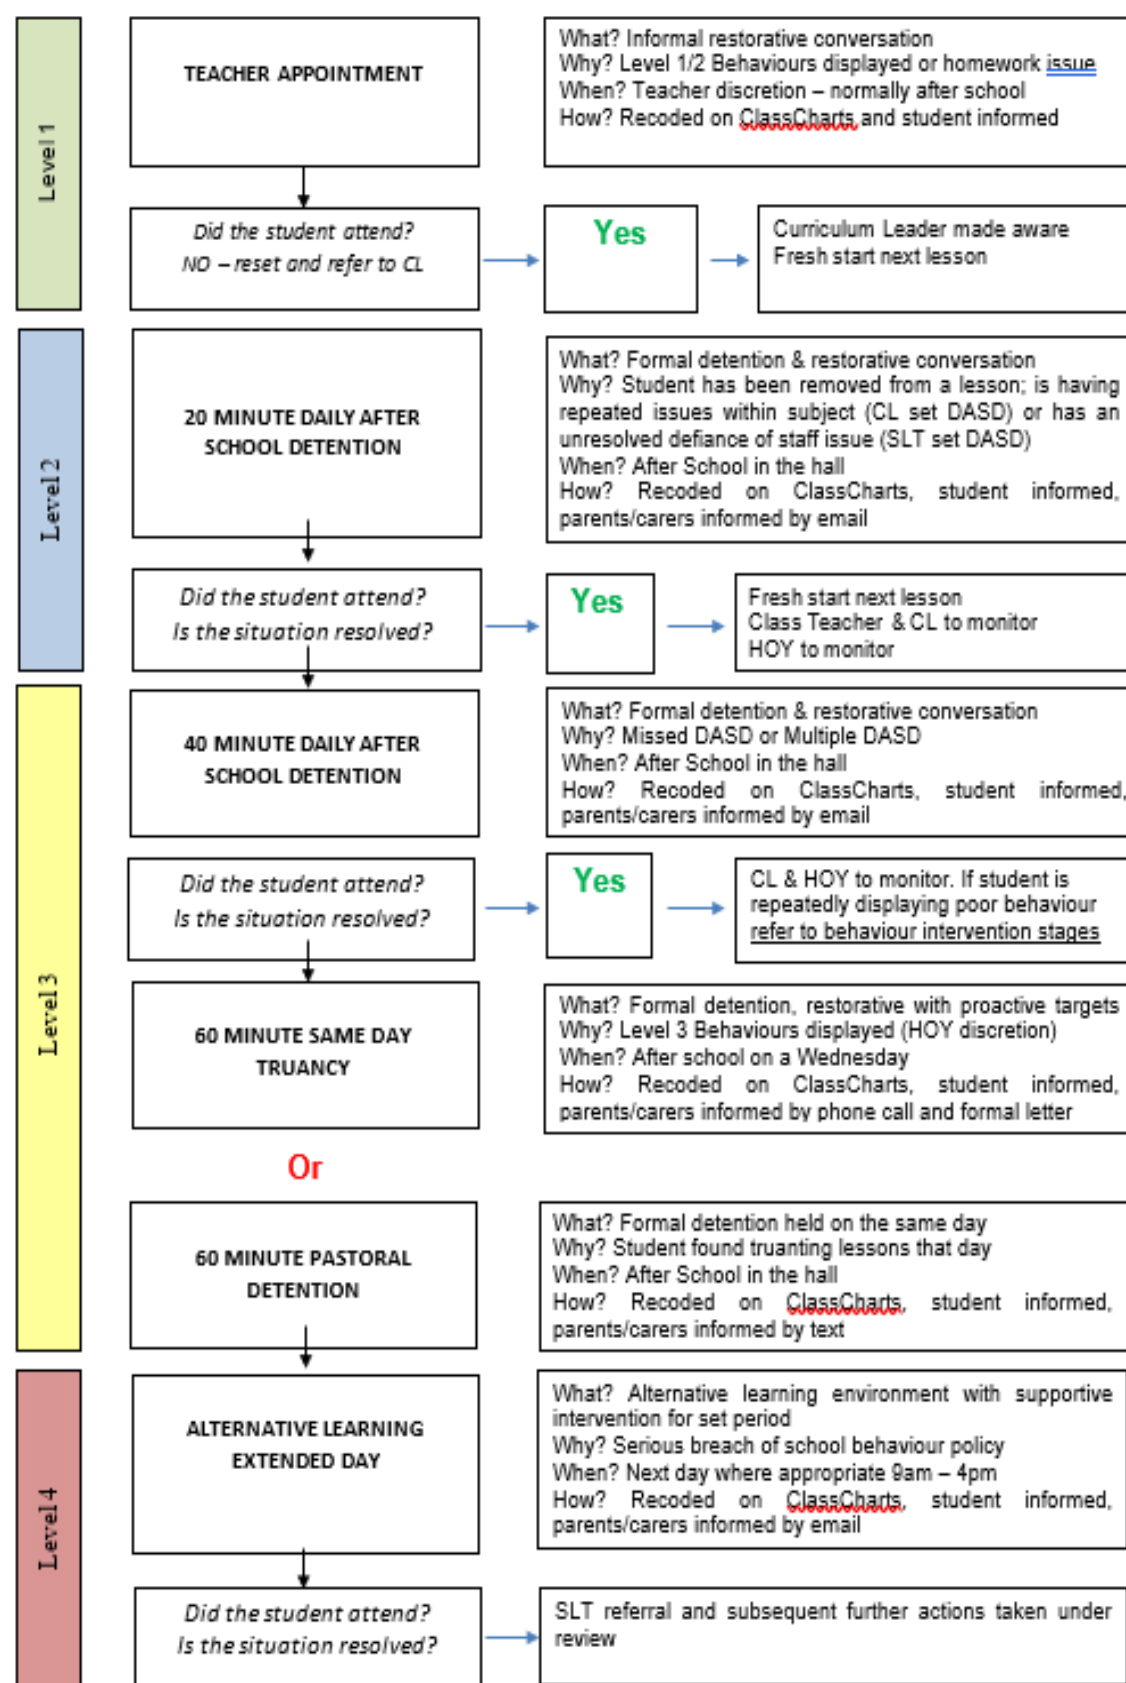 Level 1
TEACHER APPOINTMENT
What? Informal restorative conversation
Why? Level 1/2 Behaviours displayed or homework issue
When? Teacher discretion – normally after school
How? Recoded on ClassCharts and student informed
Did the student attend?
NO – reset and refer to CL
Yes
Curriculum Leader made aware
Fresh start next lesson
Level 2
20 MINUTE DAILY AFTER
SCHOOL DETENTION
What? Formal detention & restorative conversation
Why? Student has been removed from a lesson; is having
repeated issues within subject (CL set DASD) or has an
unresolved defiance of staff issue (SLT set DASD)
When? After School in the hall
How? Recoded on ClassCharts, student informed,
parents/carers informed by email
Did the student attend?
Is the situation resolved?
Yes
Fresh start next lesson
Class Teacher & CL to monitor
HOY to monitor
Level 3
40 MINUTE DAILY AFTER
SCHOOL DETENTION
What? Formal detention & restorative conversation
Why? Missed DASD or Multiple DASD
When? After School in the hall
How? Recoded on ClassCharts, student informed,
parents/carers informed by email
Did the student attend?
Is the situation resolved?
Yes
CL & HOY to monitor. If student is
repeatedly displaying poor behaviour
refer to behaviour intervention stages
60 MINUTE SAME DAY
TRUANCY
What? Formal detention, restorative with proactive targets
Why? Level 3 Behaviours displayed (HOY discretion)
When? After school on a Wednesday
How? Recoded on ClassCharts, student informed,
parents/carers informed by phone call and formal letter
Or
60 MINUTE PASTORAL
DETENTION
What? Formal detention held on the same day
Why? Student found truanting lessons that day
When? After School in the hall
How? Recoded on ClassCharts, student informed,
parents/carers informed by text
Level 4
ALTERNATIVE LEARNING
EXTENDED DAY
What? Alternative learning environment with supportive
intervention for set period
Why? Serious breach of school behaviour policy
When? Next day where appropriate 9am – 4pm
How? Recoded on ClassCharts, student informed,
parents/carers informed by email
Did the student attend?
Is the situation resolved?
SLT referral and subsequent further actions taken under
review